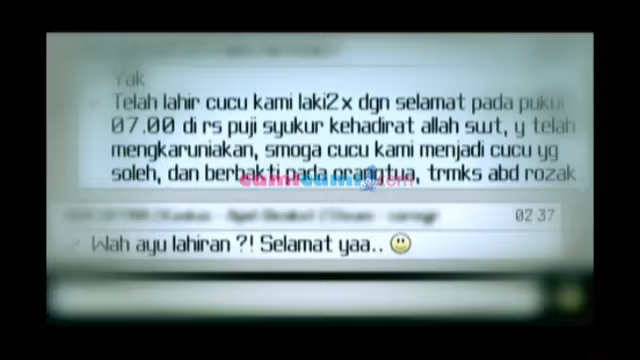 Yak
Telah lahir cucu kami laki2x dgn selamat pada pukul
07.00 di rs puji syukur kehadirat allah swt, y telah
mengkaruniakan, smoga cucu kami menjadi cucu yg
soleh, dan berbakti pada orangtua, trmks abd rozak
cumicumi.com
02:37
Wah ayu lahiran ?! Selamat yaa..